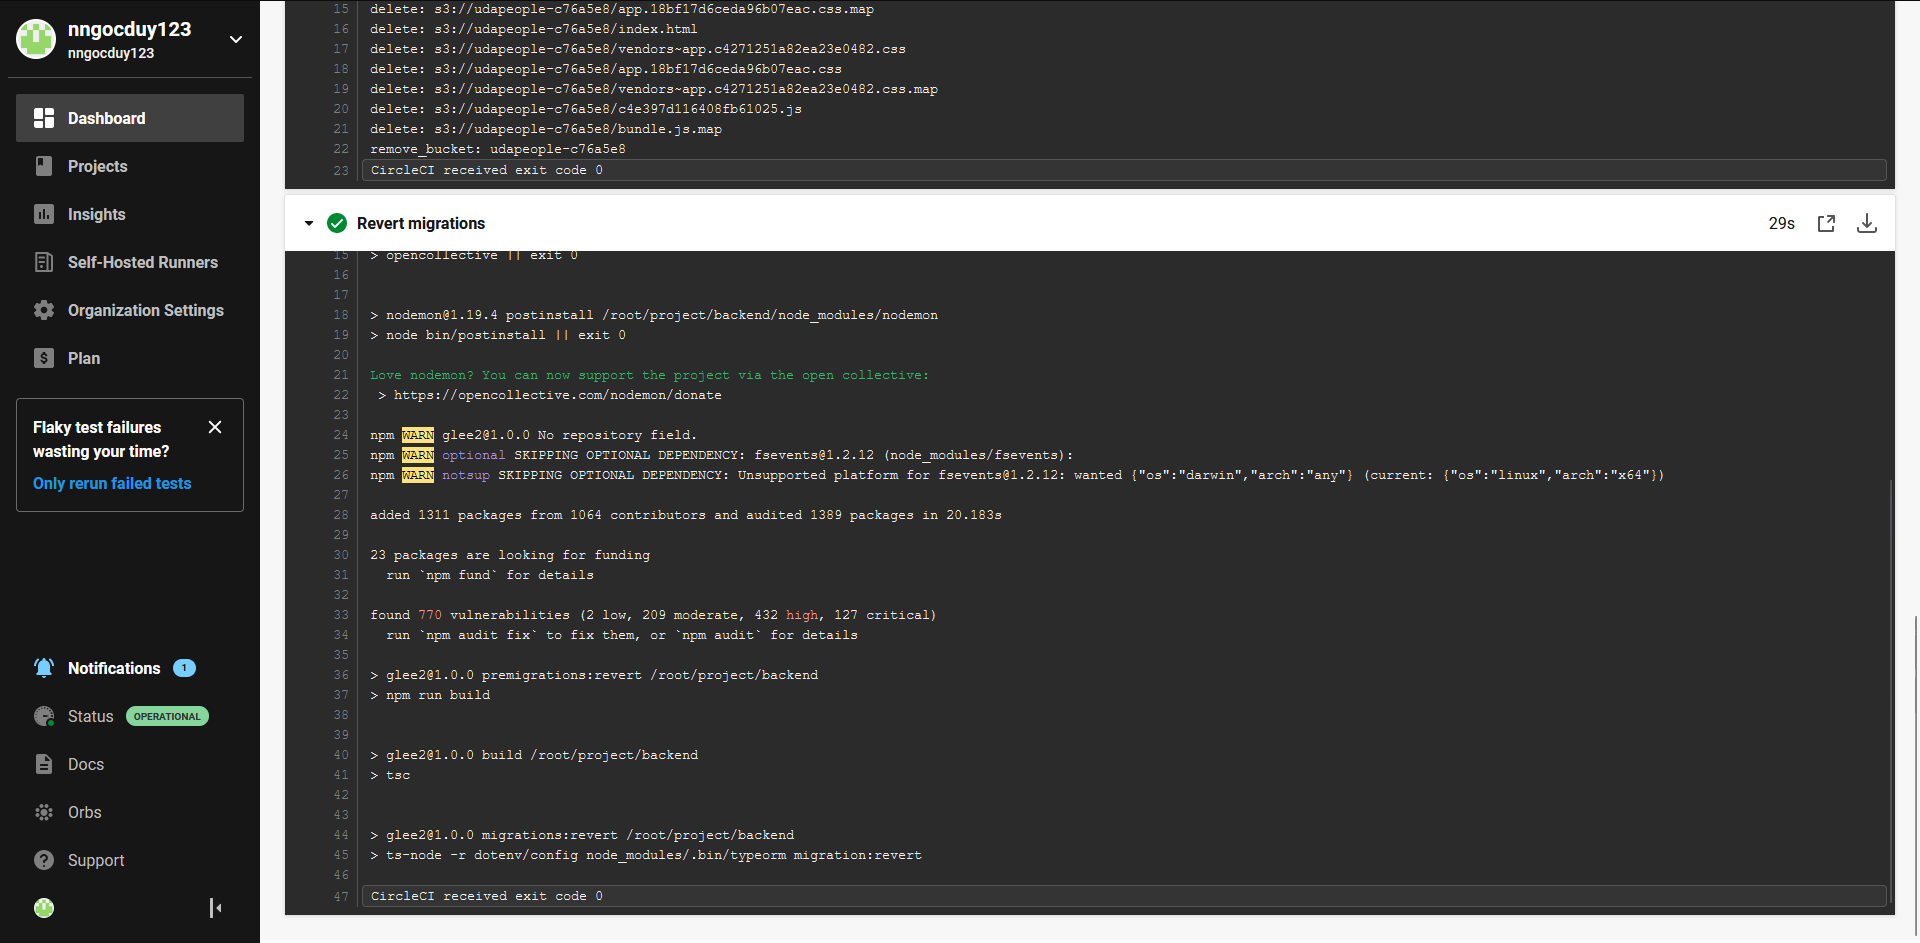 nngocduy123
nngocduy123
Dashboard
Projects
Insights
Self-Hosted Runners
Organization Settings
Plan
Flaky test failures
wasting your time?
Only rerun failed tests
Notifications 1
Status OPERATIONAL
Docs
Orbs
Support
15 delete: s3://udapeople-c76a5e8/app.18bf17d6ceda96b07eac.css.map
16 delete: s3://udapeople-c76a5e8/index.html
17 delete: s3://udapeople-c76a5e8/vendors~app.c4271251a82ea23e0482.css
18 delete: s3://udapeople-c76a5e8/app.18bf17d6ceda96b07eac.css
19 delete: s3://udapeople-c76a5e8/vendors~app.c4271251a82ea23e0482.css.map
20 delete: s3://udapeople-c76a5e8/c4e397d116408fb61025.js
21 delete: s3://udapeople-c76a5e8/bundle.js.map
22 remove_bucket: udapeople-c76a5e8
23 CircleCI received exit code 0
Revert migrations 29s
15 > opencollective || exit 0
16
17
18 > nodemon@1.19.4 postinstall /root/project/backend/node_modules/nodemon
19 > node bin/postinstall || exit 0
20
21 Love nodemon? You can now support the project via the open collective:
22  > https://opencollective.com/nodemon/donate
23
24 npm WARN glee2@1.0.0 No repository field.
25 npm WARN optional SKIPPING OPTIONAL DEPENDENCY: fsevents@1.2.12 (node_modules/fsevents):
26 npm WARN notsup SKIPPING OPTIONAL DEPENDENCY: Unsupported platform for fsevents@1.2.12: wanted {"os":"darwin","arch":"any"} (current: {"os":"linux","arch":"x64"})
27
28 added 1311 packages from 1064 contributors and audited 1389 packages in 20.183s
29
30 23 packages are looking for funding
31   run `npm fund` for details
32
33 found 770 vulnerabilities (2 low, 209 moderate, 432 high, 127 critical)
34   run `npm audit fix` to fix them, or `npm audit` for details
35
36 > glee2@1.0.0 premigrations:revert /root/project/backend
37 > npm run build
38
39
40 > glee2@1.0.0 build /root/project/backend
41 > tsc
42
43
44 > glee2@1.0.0 migrations:revert /root/project/backend
45 > ts-node -r dotenv/config node_modules/.bin/typeorm migration:revert
46
47 CircleCI received exit code 0